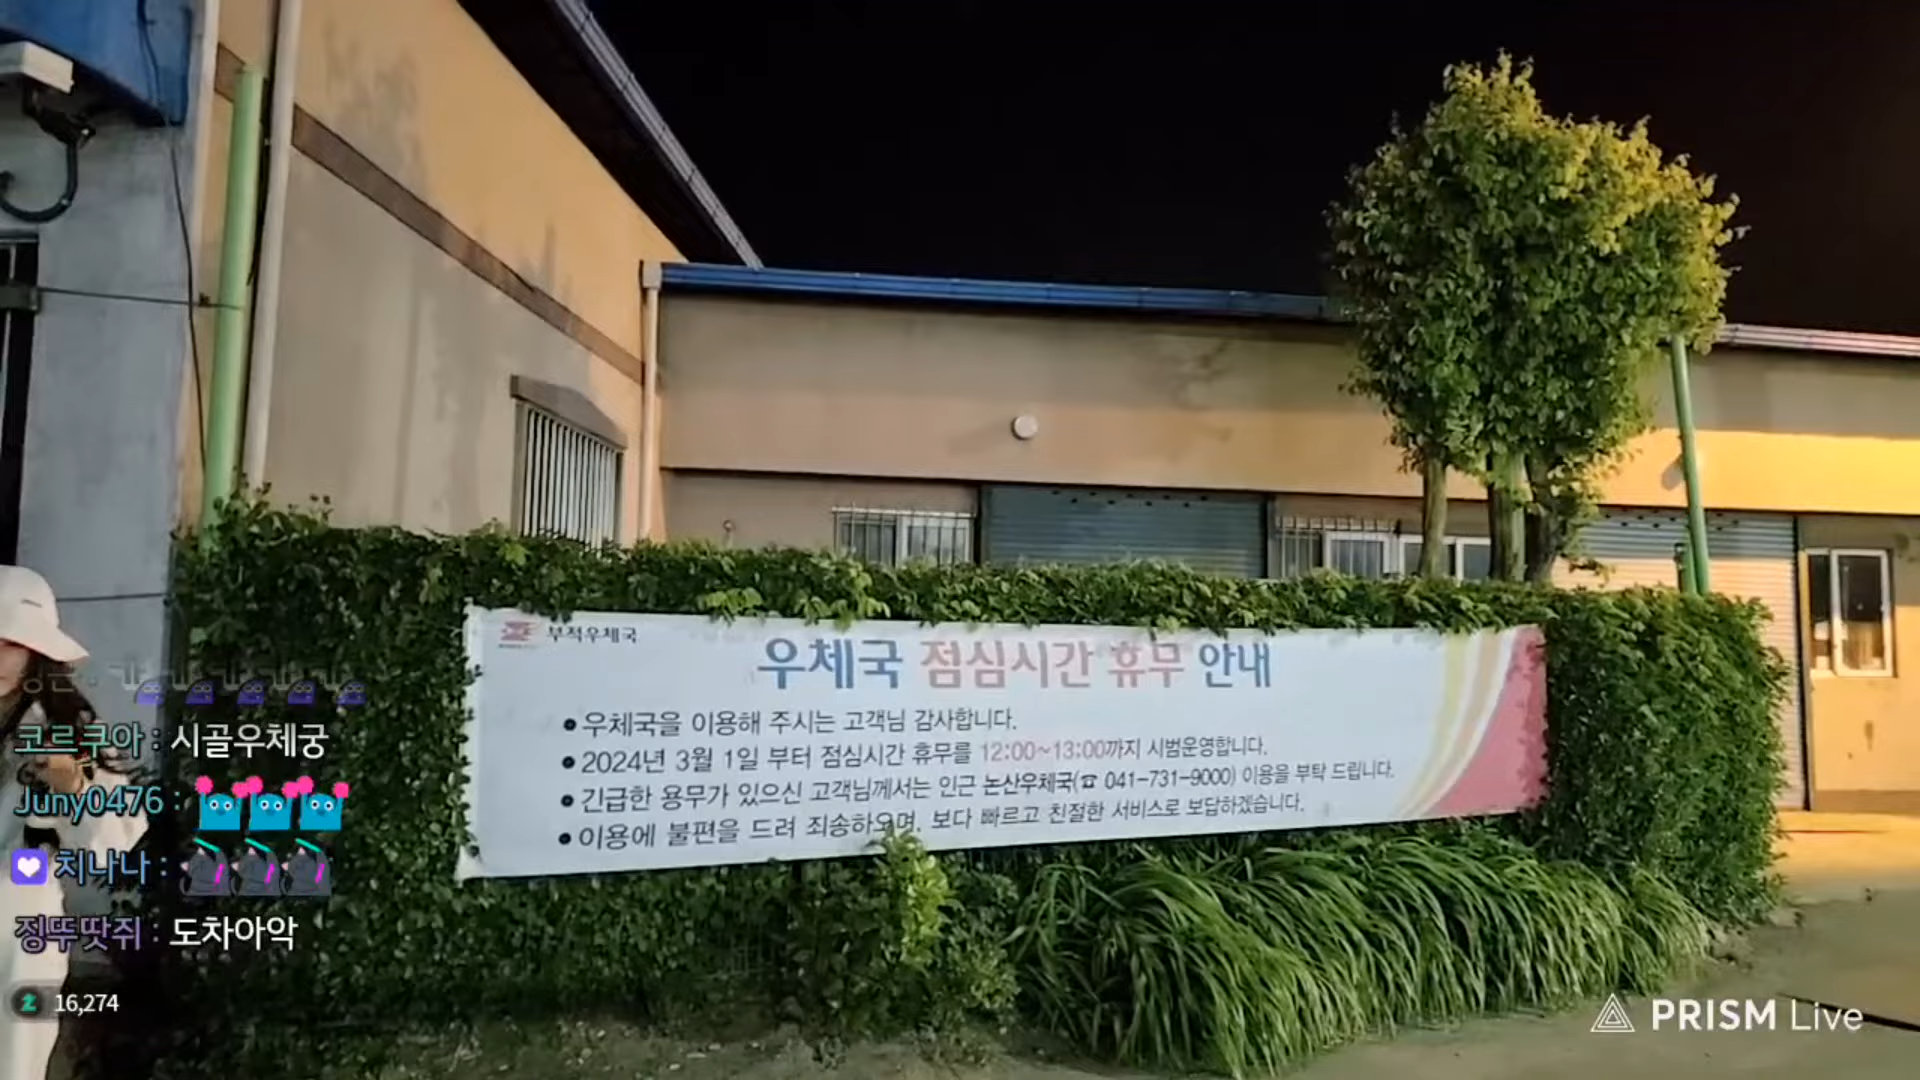 부적우체국
우체국 점심시간 휴무 안내
●우체국을 이용해 주시는 고객님 감사합니다.
●2024년 3월 1일 부터 점심시간 휴무를 12:00~13:00까지 시범운영합니다.
●긴급한 용무가 있으신 고객님께서는 인근 논산우체국(☎ 041-731-9000) 이용을 부탁 드립니다.
●이용에 불편을 드려 죄송하오며, 보다 빠르고 친절한 서비스로 보답하겠습니다.
코르쿠아 : 시골우체궁
Juny0476 :
치나나 :
징뚜땃쥐 : 도차아악
16,274
PRISM Live